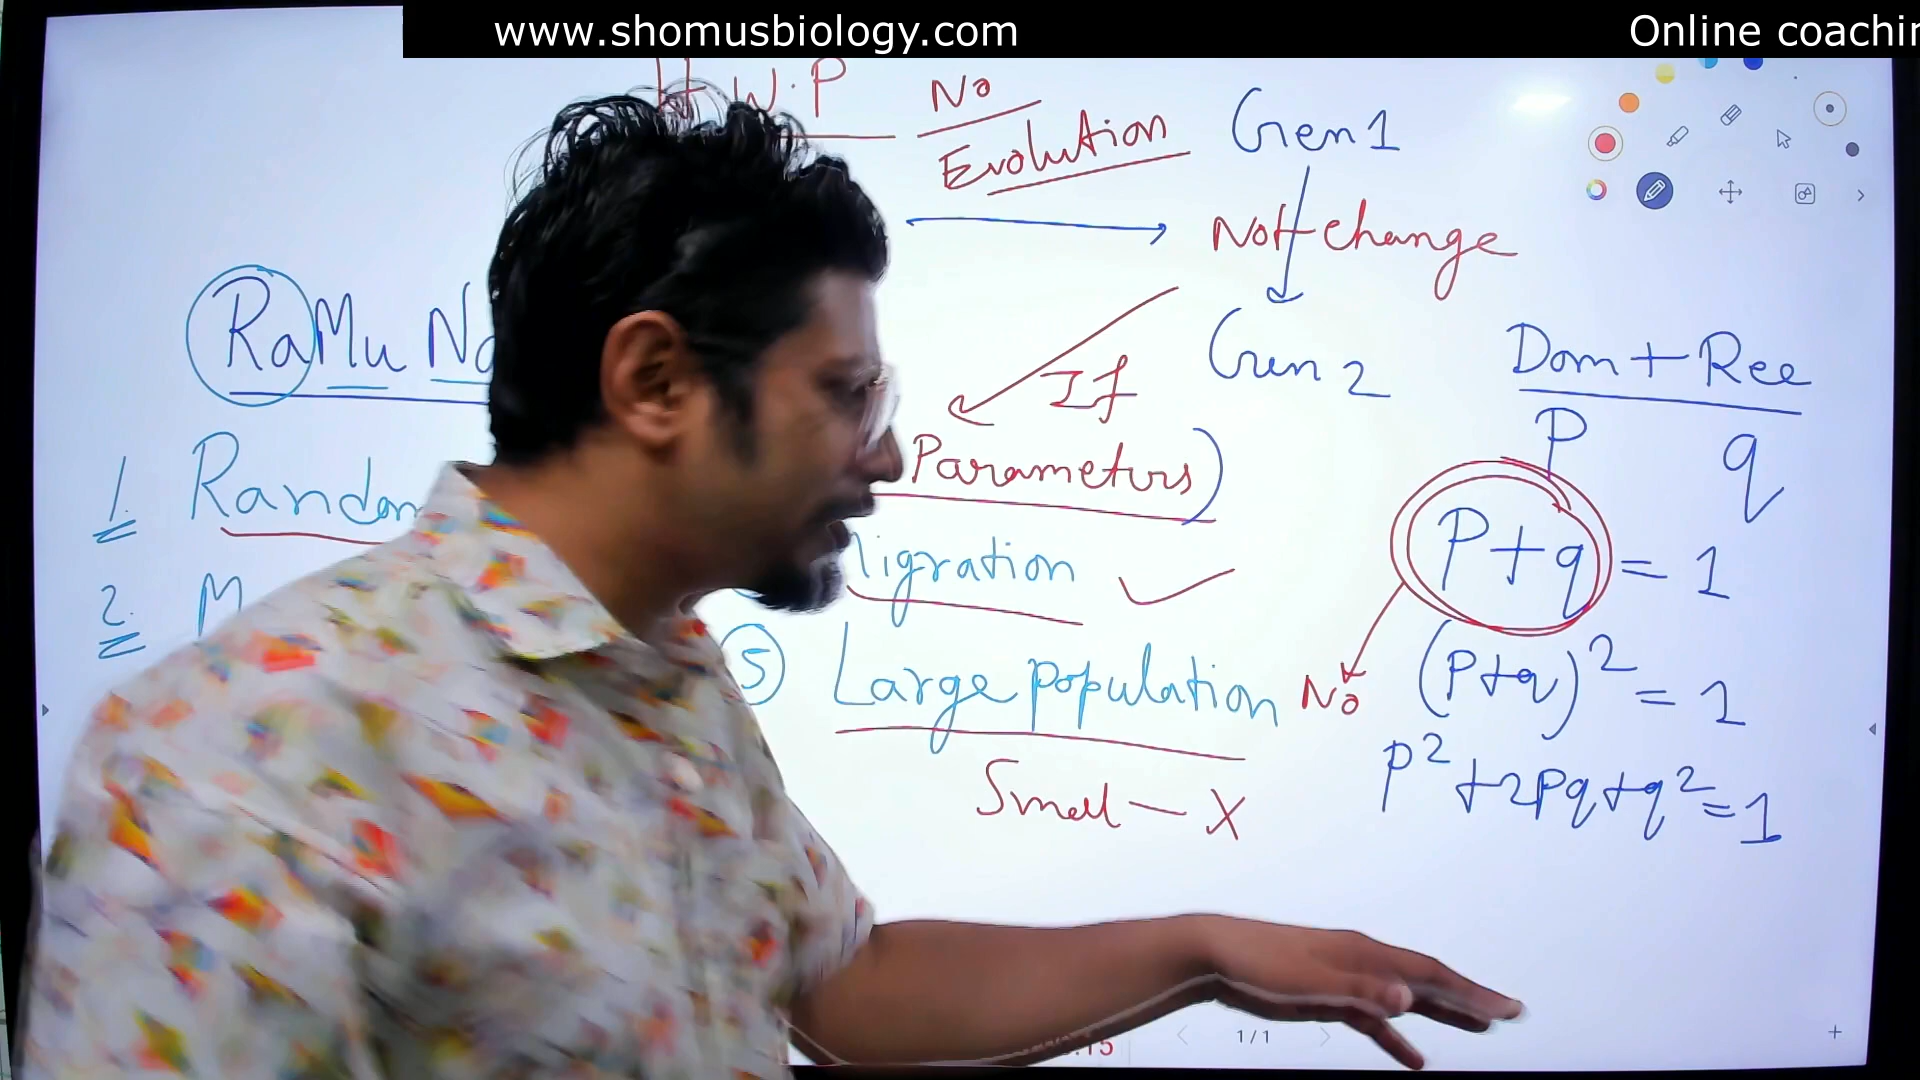 www.shomusbiology.com
Online coachin
H.W.P
No
Evolution
Gen 1
Not change
Gen 2
If
Parameters)
RaMu
1. Random
2. M
igration
5 Large population
Small — X
Dom + Rec
P q
P+q = 1
No
(P+q)² = 1
P²+2Pq+q²=1
1/1